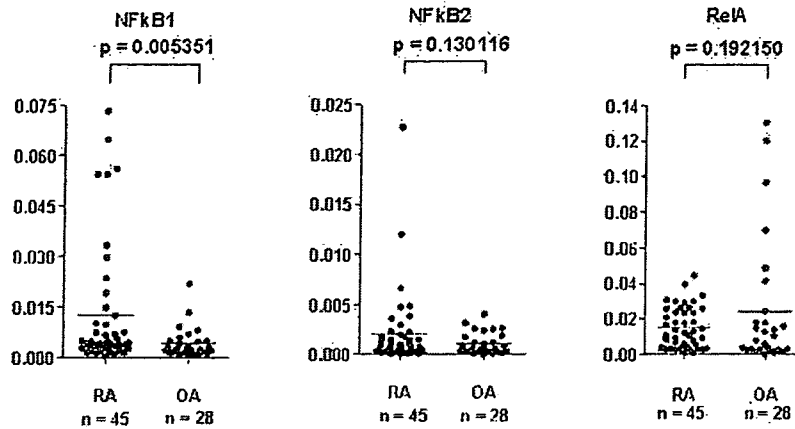 NFkB1
p = 0.005351
0.075
0.060
0.045
0.030
0.015
0.000
RA
n = 45
OA
n = 28
NFkB2
p = 0.130116
0.025
0.020
0.015
0.010
0.005
0.000
RA
n = 45
OA
n = 28
RelA
p = 0.192150
0.14
0.12
0.10
0.08
0.06
0.04
0.02
0.00
RA
n = 45
OA
n = 28